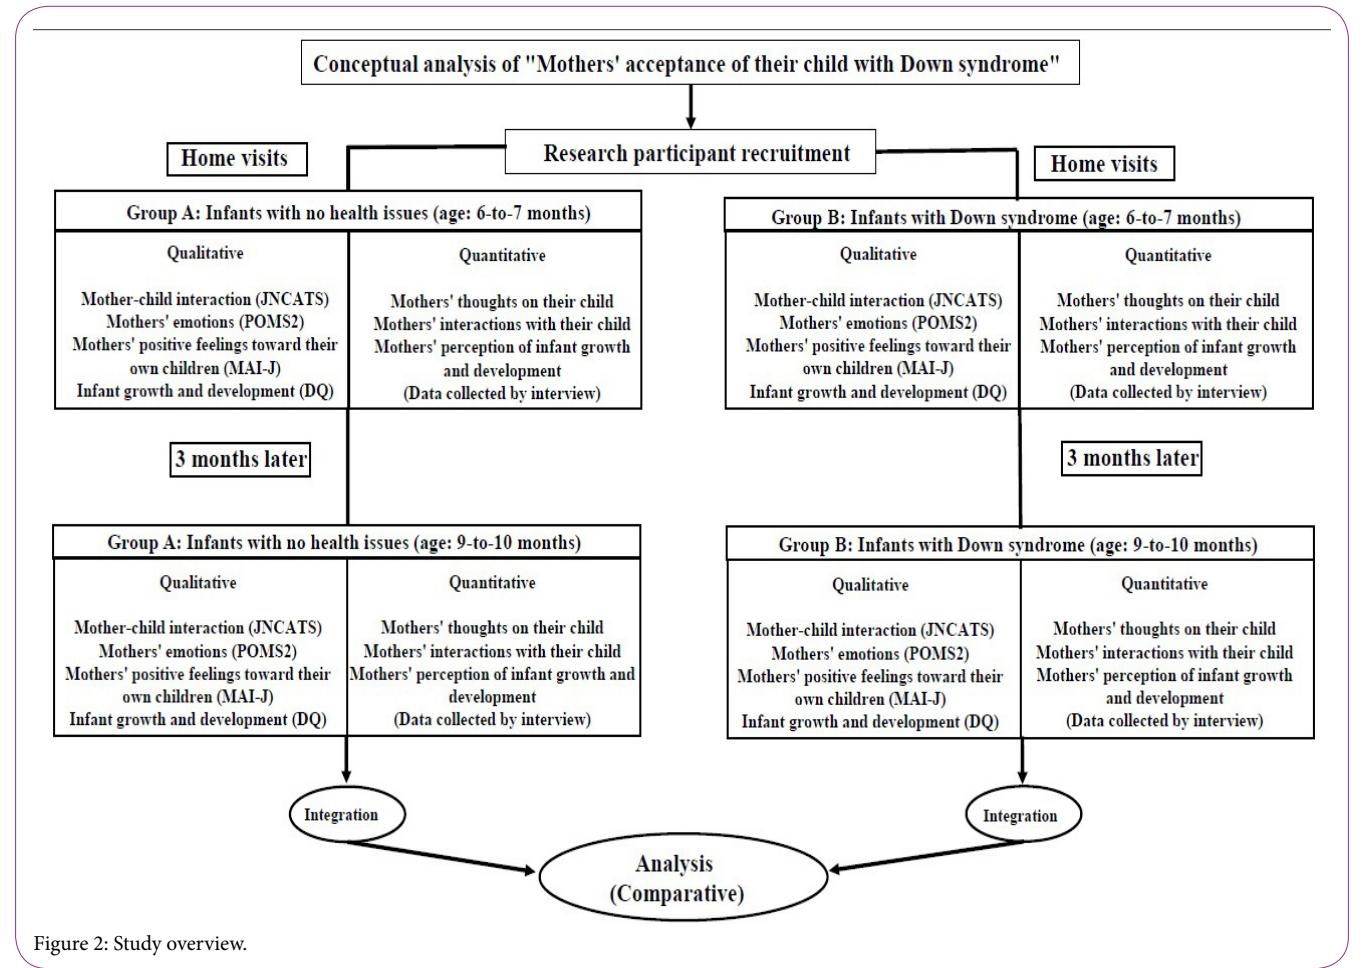 Conceptual analysis of "Mothers' acceptance of their child with Down syndrome"
Research participant recruitment
Home visits
Home visits
Group A: Infants with no health issues (age: 6-to-7 months)
Qualitative
Mother-child interaction (JNCATS)
Mothers' emotions (POMS2)
Mothers' positive feelings toward their
own children (MAI-J)
Infant growth and development (DQ)
Quantitative
Mothers' thoughts on their child
Mothers' interactions with their child
Mothers' perception of infant growth
and development
(Data collected by interview)
Group B: Infants with Down syndrome (age: 6-to-7 months)
Qualitative
Mother-child interaction (JNCATS)
Mothers' emotions (POMS2)
Mothers' positive feelings toward their
own children (MAI-J)
Infant growth and development (DQ)
Quantitative
Mothers' thoughts on their child
Mothers' interactions with their child
Mothers' perception of infant growth
and development
(Data collected by interview)
3 months later
3 months later
Group A: Infants with no health issues (age: 9-to-10 months)
Qualitative
Mother-child interaction (JNCATS)
Mothers' emotions (POMS2)
Mothers' positive feelings toward their
own children (MAI-J)
Infant growth and development (DQ)
Quantitative
Mothers' thoughts on their child
Mothers' interactions with their child
Mothers' perception of infant growth and
development
(Data collected by interview)
Group B: Infants with Down syndrome (age: 9-to-10 months)
Qualitative
Mother-child interaction (JNCATS)
Mothers' emotions (POMS2)
Mothers' positive feelings toward their
own children (MAI-J)
Infant growth and development (DQ)
Quantitative
Mothers' thoughts on their child
Mothers' interactions with their child
Mothers' perception of infant growth
and development
(Data collected by interview)
Integration
Integration
Analysis
(Comparative)
Figure 2: Study overview.